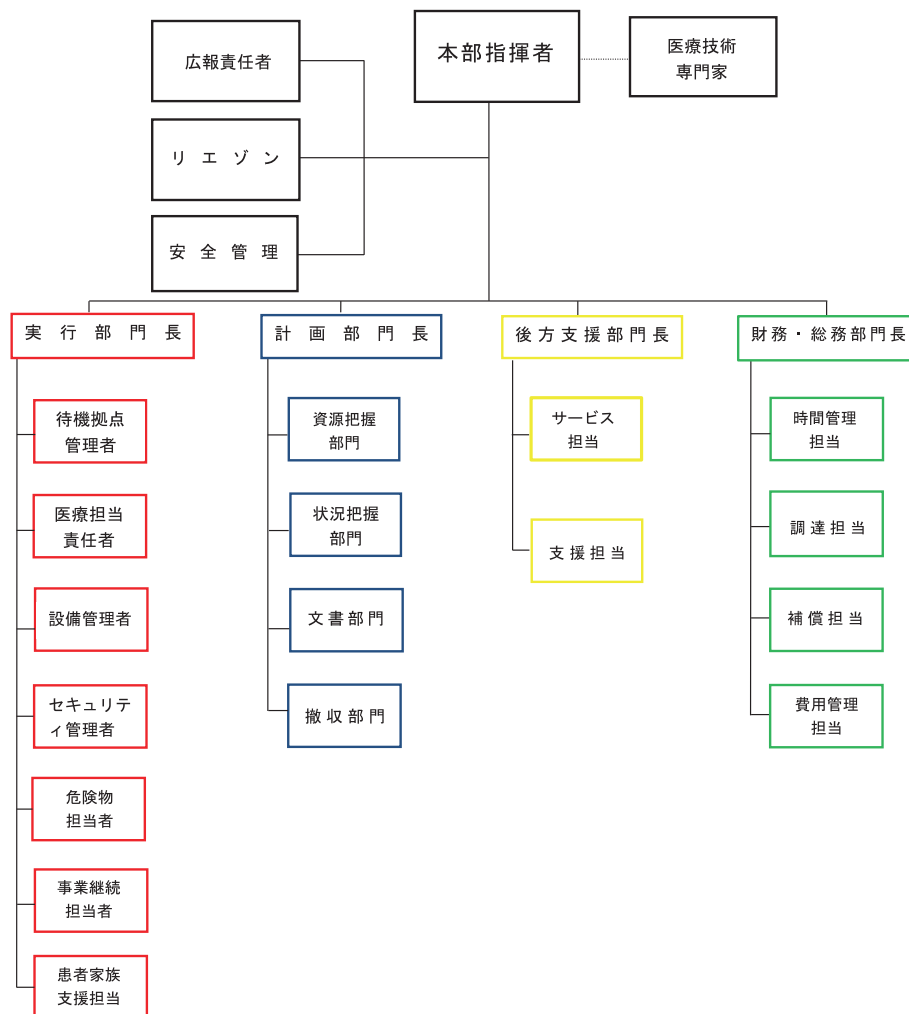 広報責任者
本部指揮者
医療技術
専門家
リエゾン
安全管理
実行部門長
計画部門長
後方支援部門長
財務・総務部門長
待機拠点
管理者
医療担当
責任者
設備管理者
セキュリテ
ィ管理者
危険物
担当者
事業継続
担当者
患者家族
支援担当
資源把握
部門
状況把握
部門
文書部門
撤収部門
サービス
担当
支援担当
時間管理
担当
調達担当
補償担当
費用管理
担当